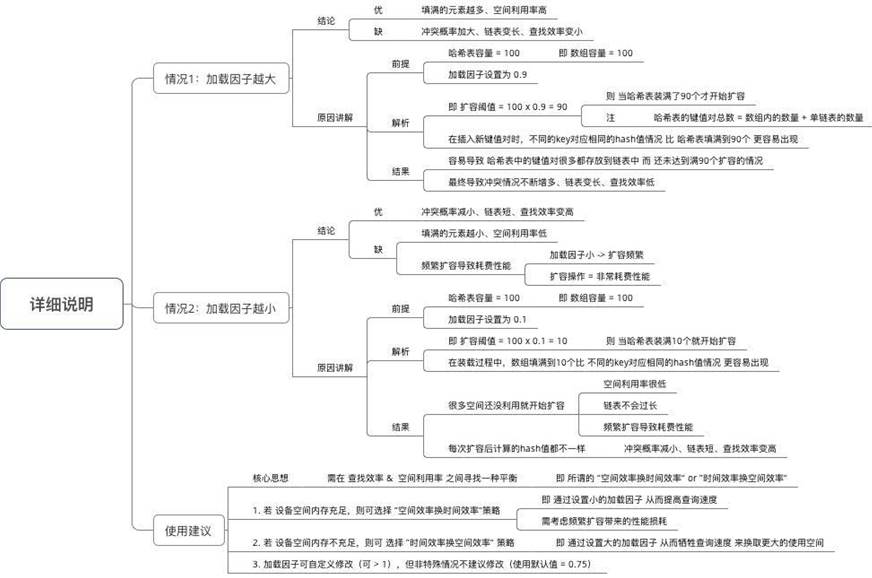 详细说明
情况1：加载因子越大
结论
优
填满的元素越多、空间利用率高
缺
冲突概率加大、链表变长、查找效率变小
原因讲解
前提
哈希表容量 = 100
即 数组容量 = 100
加载因子设置为 0.9
解析
即 扩容阈值 = 100 x 0.9 = 90
则 当哈希表装满了90个才开始扩容
注
哈希表的键值对总数 = 数组内的数量 + 单链表的数量
在插入新键值对时，不同的key对应相同的hash值情况 比 哈希表填满到90个 更容易出现
结果
容易导致 哈希表中的键值对很多都存放到链表中 而 还未达到满90个扩容的情况
最终导致冲突情况不断增多、链表变长、查找效率低
情况2：加载因子越小
结论
优
冲突概率减小、链表短、查找效率变高
缺
填满的元素越小、空间利用率低
频繁扩容导致耗费性能
加载因子小 -> 扩容频繁
扩容操作 = 非常耗费性能
原因讲解
前提
哈希表容量 = 100
即 数组容量 = 100
加载因子设置为 0.1
解析
即 扩容阈值 = 100 x 0.1 = 10
则 当哈希表装满10个就开始扩容
在装载过程中，数组填满到10个比 不同的key对应相同的hash值情况 更容易出现
结果
很多空间还没利用就开始扩容
空间利用率很低
链表不会过长
频繁扩容导致耗费性能
每次扩容后计算的hash值都不一样
冲突概率减小、链表短、查找效率变高
使用建议
核心思想
需在 查找效率 & 空间利用率 之间寻找一种平衡
即 所谓的 "空间效率换时间效率" or "时间效率换空间效率"
1. 若 设备空间内存充足，则可选择 "空间效率换时间效率"策略
即 通过设置小的加载因子 从而提高查询速度
需考虑频繁扩容带来的性能损耗
2. 若 设备空间内存不充足，则可 选择 "时间效率换空间效率" 策略
即 通过设置大的加载因子 从而牺牲查询速度 来换取更大的使用空间
3. 加载因子可自定义修改（可 > 1），但非特殊情况不建议修改（使用默认值 = 0.75）